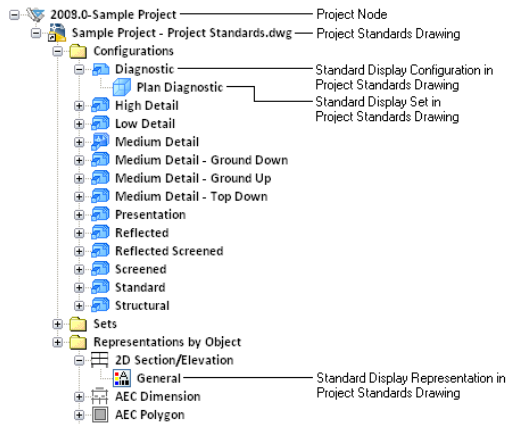 2008.0-Sample Project
Project Node
Sample Project - Project Standards.dwg
Project Standards Drawing
Configurations
Diagnostic
Standard Display Configuration in
Project Standards Drawing
Plan Diagnostic
Standard Display Set in
Project Standards Drawing
High Detail
Low Detail
Medium Detail
Medium Detail - Ground Down
Medium Detail - Ground Up
Medium Detail - Top Down
Presentation
Reflected
Reflected Screened
Screened
Standard
Structural
Sets
Representations by Object
2D Section/Elevation
General
Standard Display Representation in
Project Standards Drawing
AEC Dimension
AEC Polygon